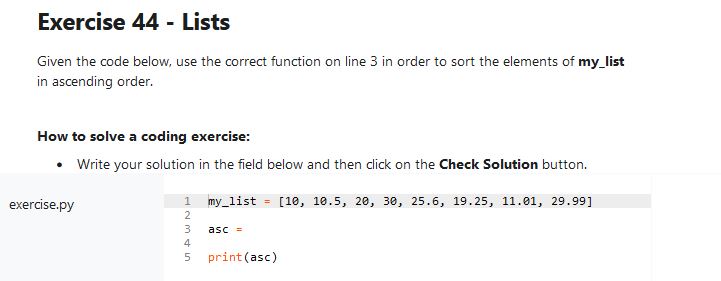 Exercise 44 - Lists
Given the code below, use the correct function on line 3 in order to sort the elements of my_list
in ascending order.
How to solve a coding exercise:
• Write your solution in the field below and then click on the Check Solution button.
exercise.py
1 my_list = [10, 10.5, 20, 30, 25.6, 19.25, 11.01, 29.99]
2
3 asc =
4
5 print(asc)